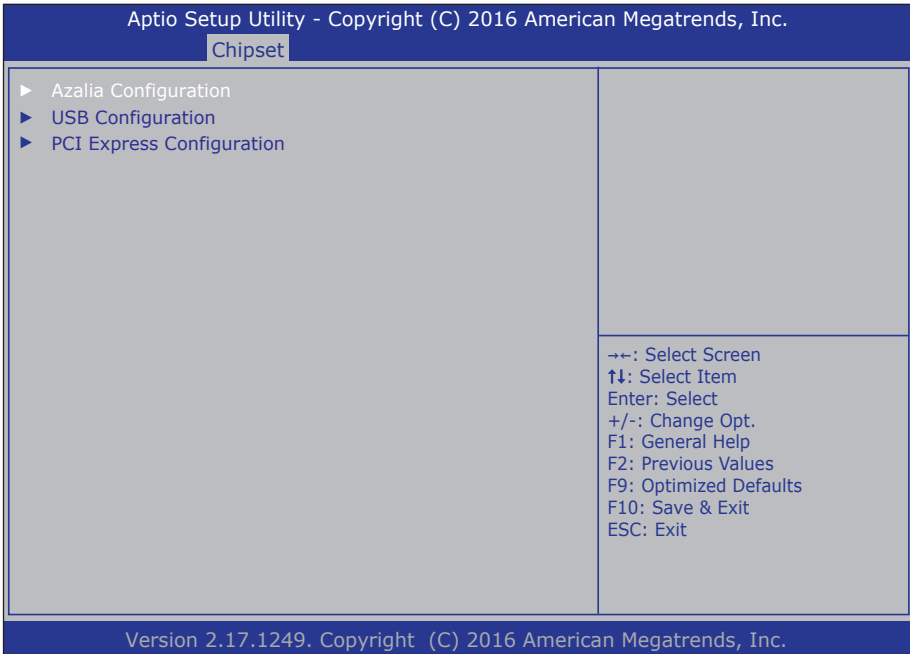 Aptio Setup Utility - Copyright (C) 2016 American Megatrends, Inc.
Chipset
► Azalia Configuration
► USB Configuration
► PCI Express Configuration
→←: Select Screen
↑↓: Select Item
Enter: Select
+/-: Change Opt.
F1: General Help
F2: Previous Values
F9: Optimized Defaults
F10: Save & Exit
ESC: Exit
Version 2.17.1249. Copyright (C) 2016 American Megatrends, Inc.